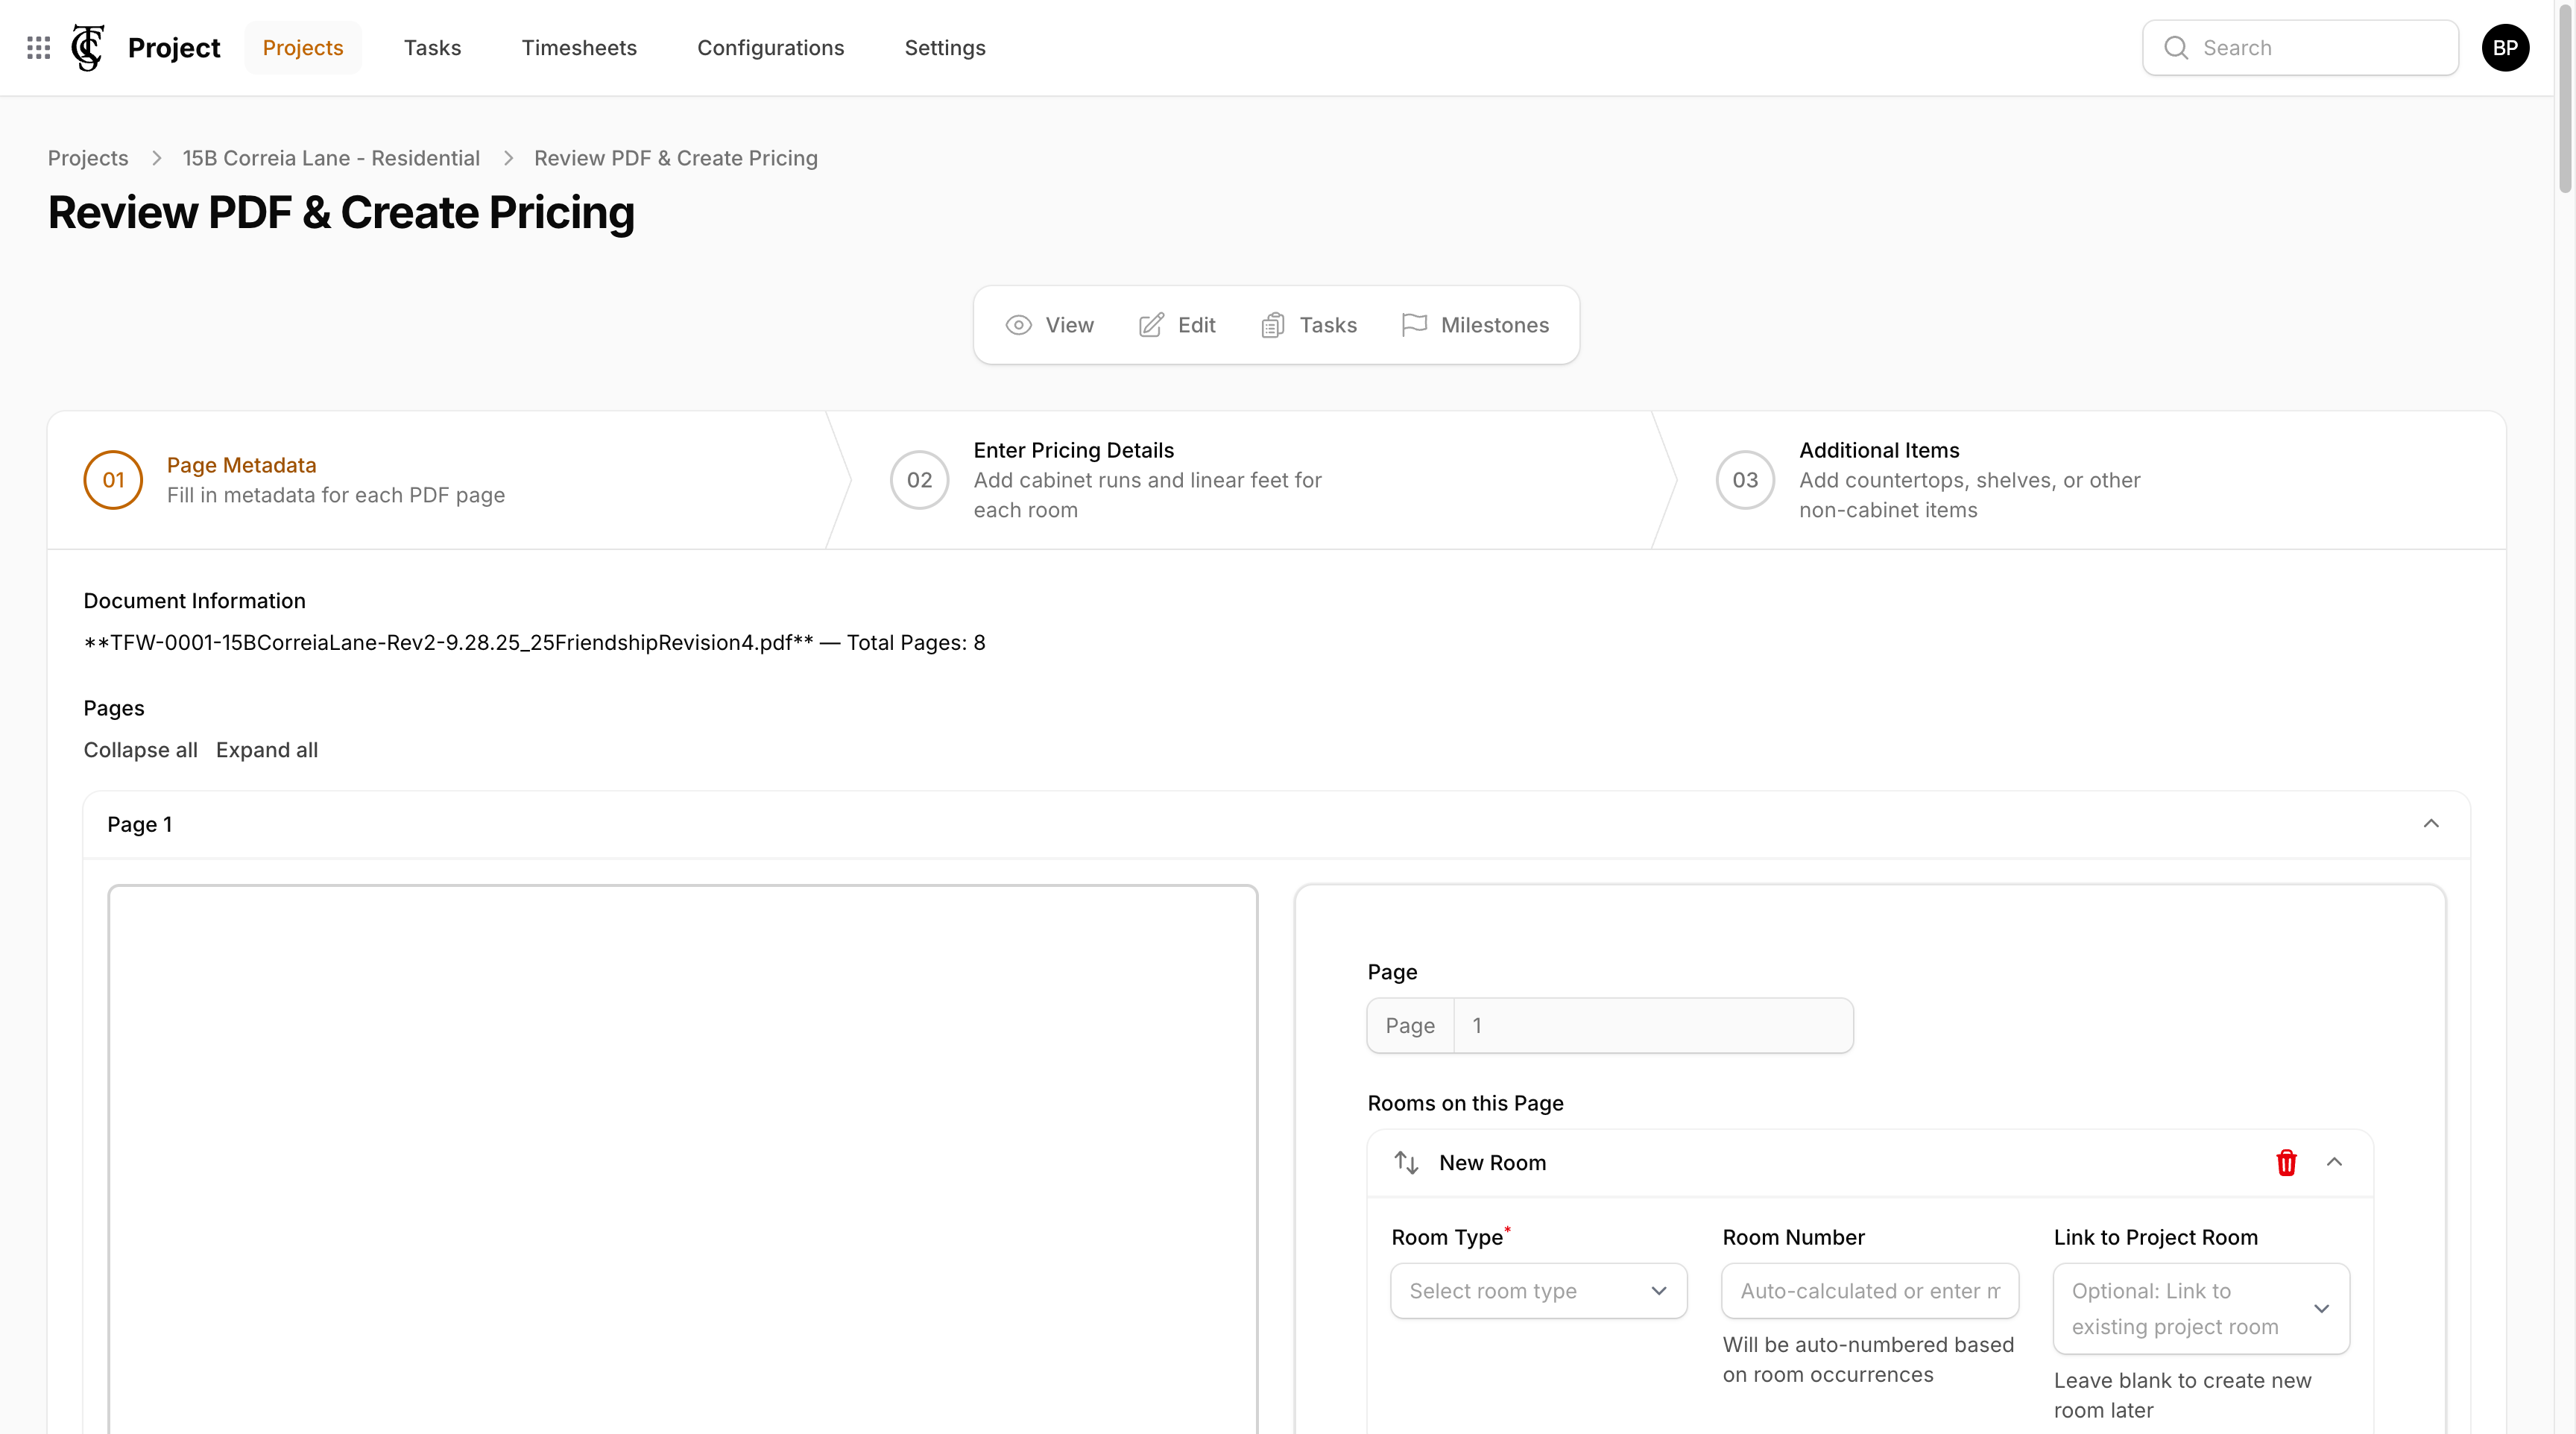 Project
Projects
Tasks
Timesheets
Configurations
Settings
Search
BP
Projects
15B Correia Lane - Residential
Review PDF & Create Pricing
Review PDF & Create Pricing
View
Edit
Tasks
Milestones
01
Page Metadata
Fill in metadata for each PDF page
02
Enter Pricing Details
Add cabinet runs and linear feet for
each room
03
Additional Items
Add countertops, shelves, or other
non-cabinet items
Document Information
**TFW-0001-15BCorreiaLane-Rev2-9.28.25_25FriendshipRevision4.pdf** — Total Pages: 8
Pages
Collapse all
Expand all
Page 1
Page
Page
1
Rooms on this Page
New Room
Room Type*
Select room type
Room Number
Auto-calculated or enter m
Will be auto-numbered based
on room occurrences
Link to Project Room
Optional: Link to
existing project room
Leave blank to create new
room later